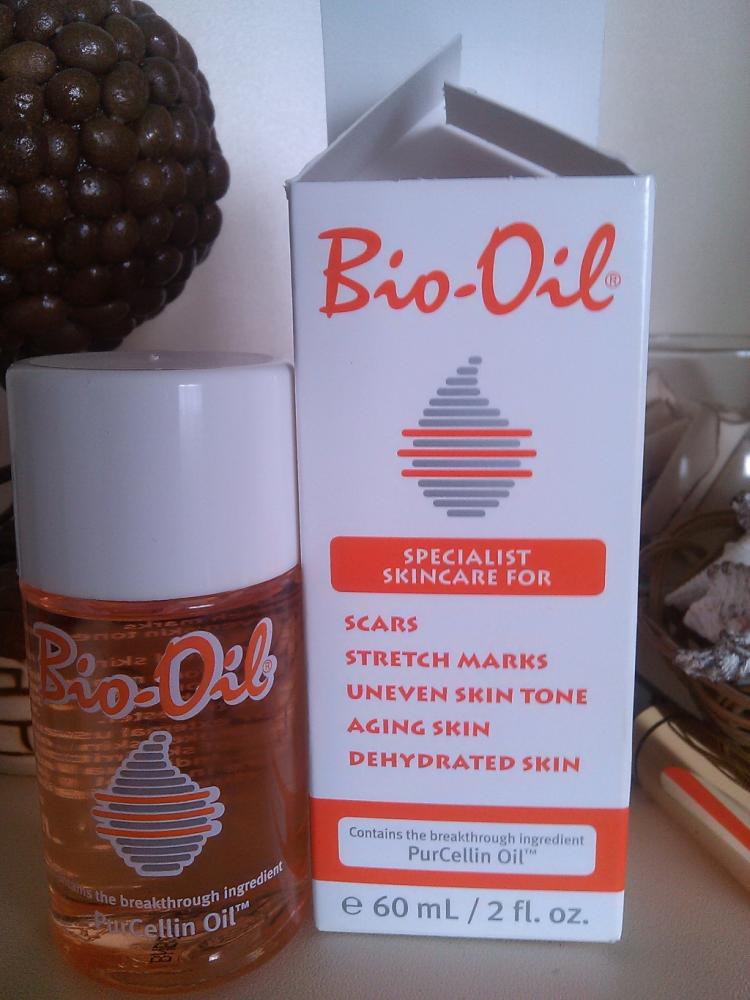 Bio-Oil®
SPECIALIST
SKINCARE FOR
SCARS
STRETCH MARKS
UNEVEN SKIN TONE
AGING SKIN
DEHYDRATED SKIN
Contains the breakthrough ingredient
PurCellin Oil™
℮ 60 mL / 2 fl. oz.
Bio-Oil®
the breakthrough ingredient
PurCellin Oil™